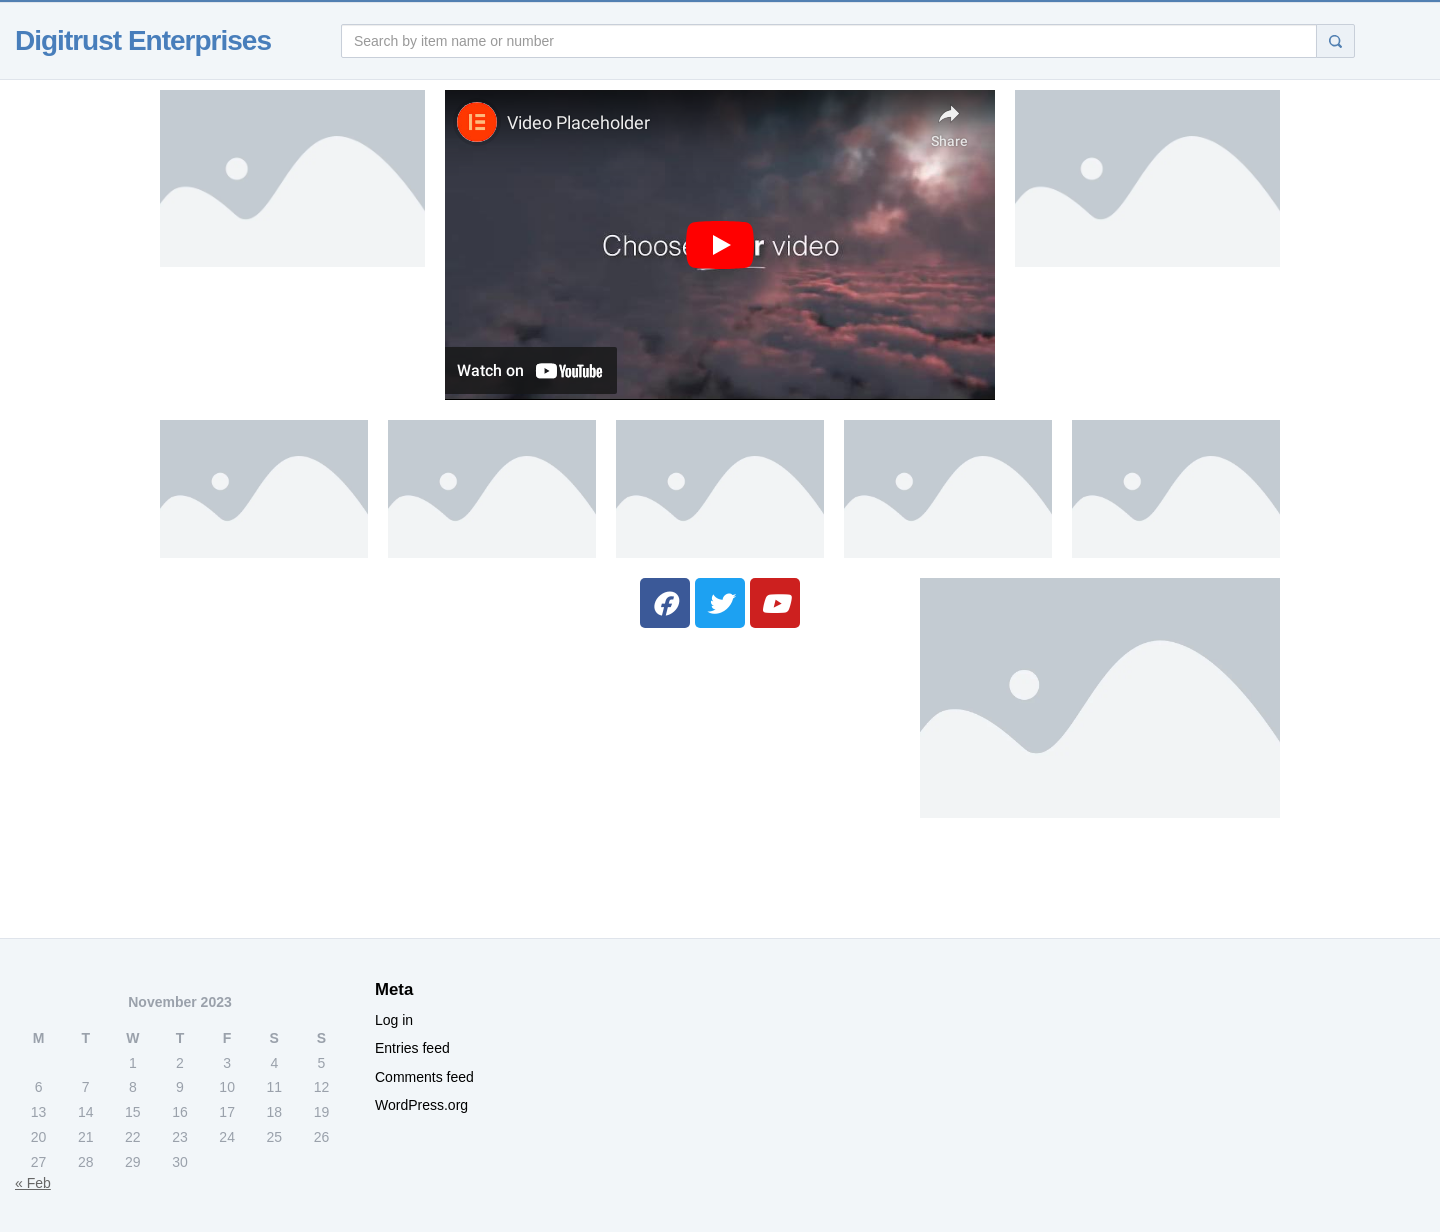 Digitrust Enterprises
Search by item name or number
Video Placeholder
Share
Choose r video
Watch on YouTube
November 2023
M T W T F S S
1 2 3 4 5
6 7 8 9 10 11 12
13 14 15 16 17 18 19
20 21 22 23 24 25 26
27 28 29 30
« Feb
Meta
Log in
Entries feed
Comments feed
WordPress.org